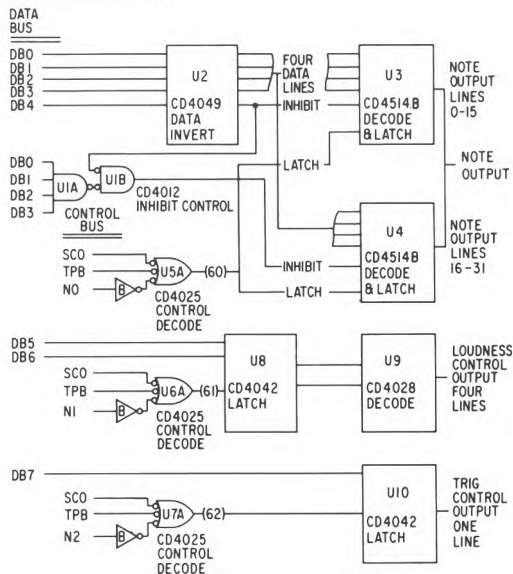 DATA
BUS
DB0
DB1
DB2
DB3
DB4
U2
CD4049
DATA
INVERT
FOUR
DATA
LINES
INHIBIT
LATCH
U3
CD4514B
DECODE
& LATCH
NOTE
OUTPUT
LINES
0-15
NOTE
OUTPUT
DB0
DB1
DB2
DB3
U1A
U1B
CD4012
INHIBIT CONTROL
CONTROL
BUS
SC0
TPB
N0
B
U5A
(60)
CD4025
CONTROL
DECODE
INHIBIT
LATCH
U4
CD4514B
DECODE
& LATCH
NOTE
OUTPUT
LINES
16-31
DB5
DB6
SC0
TPB
N1
B
U6A
(61)
CD4025
CONTROL
DECODE
U8
CD4042
LATCH
U9
CD4028
DECODE
LOUDNESS
CONTROL
OUTPUT
FOUR
LINES
DB7
SC0
TPB
N2
B
U7A
(62)
CD4025
CONTROL
DECODE
U10
CD4042
LATCH
TRIG
CONTROL
OUTPUT
ONE
LINE